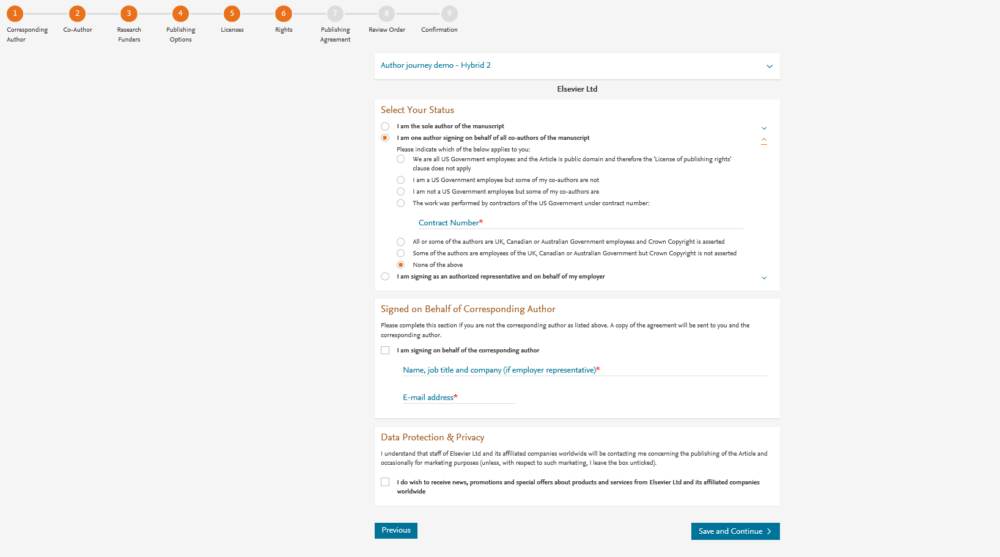 1 2 3 4 5 6 7 8 9
Corresponding Author
Co-Author
Research Funders
Publishing Options
Licenses
Rights
Publishing Agreement
Review Order
Confirmation
Author journey demo - Hybrid 2
Elsevier Ltd
Select Your Status
I am the sole author of the manuscript
I am one author signing on behalf of all co-authors of the manuscript
Please indicate which of the below applies to you:
We are all US Government employees and the Article is public domain and therefore the 'License of publishing rights'
clause does not apply
I am a US Government employee but some of my co-authors are not
I am not a US Government employee but some of my co-authors are
The work was performed by contractors of the US Government under contract number:
Contract Number*
All or some of the authors are UK, Canadian or Australian Government employees and Crown Copyright is asserted
Some of the authors are employees of the UK, Canadian or Australian Government but Crown Copyright is not asserted
None of the above
I am signing as an authorized representative and on behalf of my employer
Signed on Behalf of Corresponding Author
Please complete this section if you are not the corresponding author as listed above. A copy of the agreement will be sent to you and the
corresponding author.
I am signing on behalf of the corresponding author
Name, job title and company (if employer representative)*
E-mail address*
Data Protection & Privacy
I understand that staff of Elsevier Ltd and its affiliated companies worldwide will be contacting me concerning the publishing of the Article and
occasionally for marketing purposes (unless, with respect to such marketing, I leave the box unticked).
I do wish to receive news, promotions and special offers about products and services from Elsevier Ltd and its affiliated companies
worldwide
Previous
Save and Continue